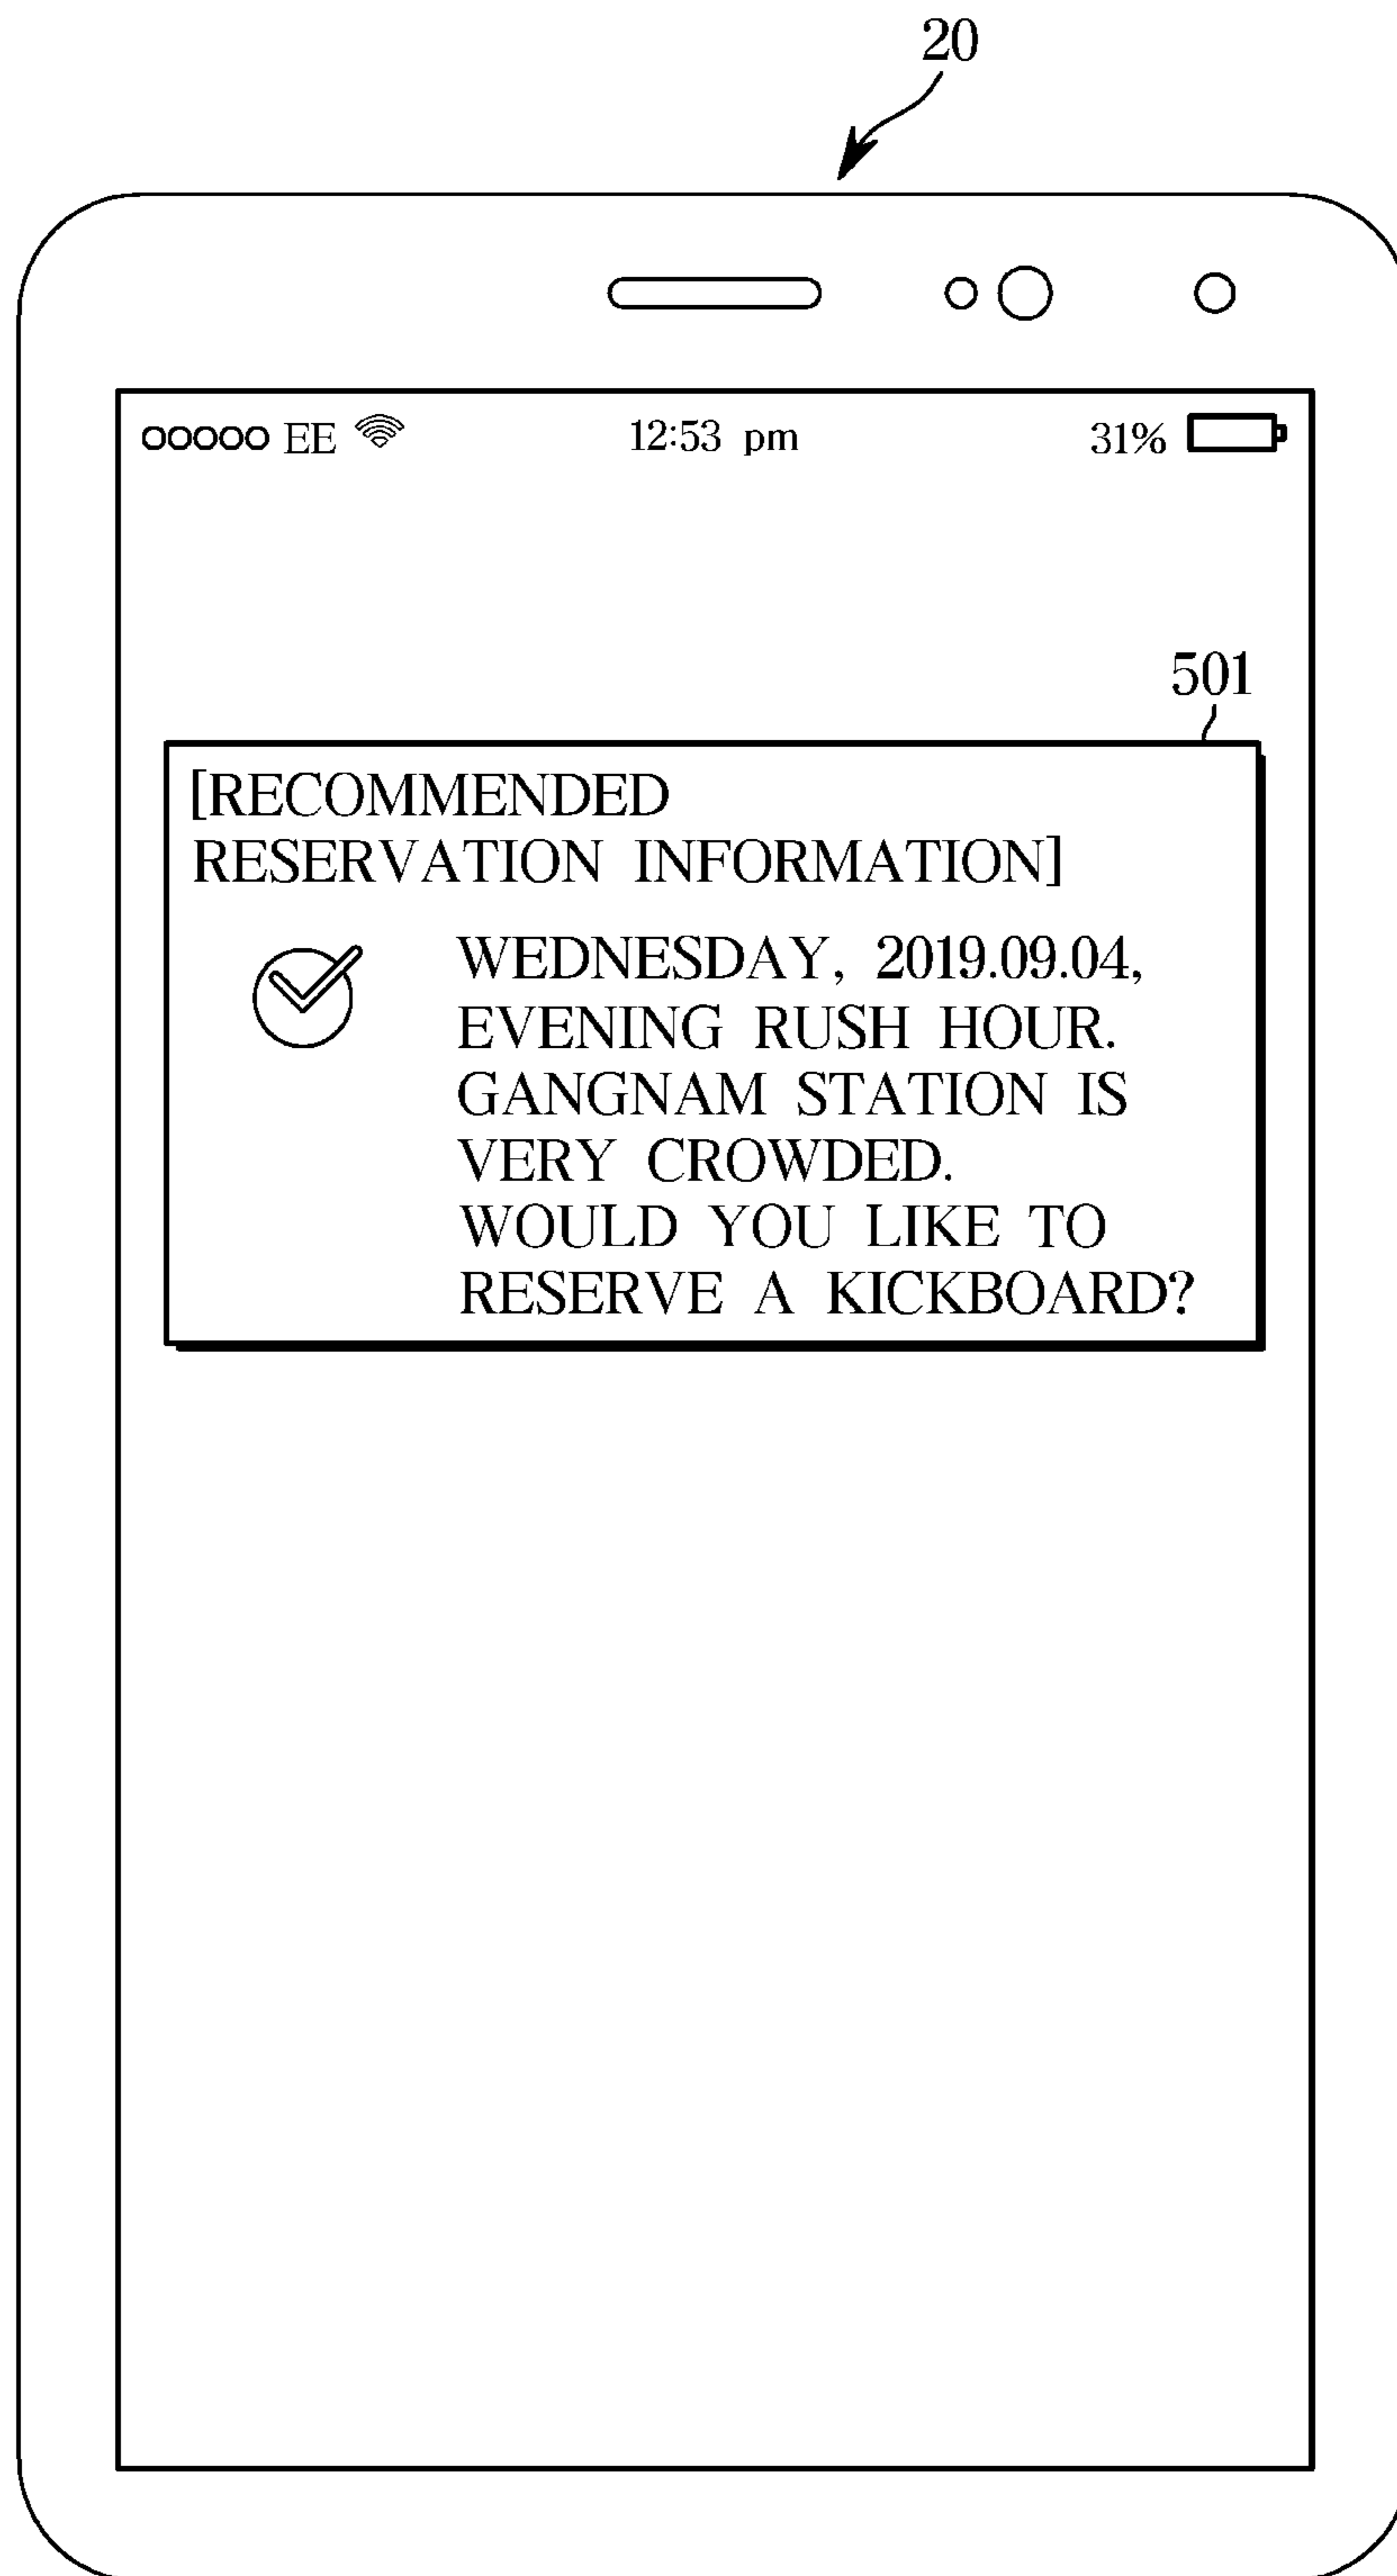 20
EE 12:53 pm 31%
501
[RECOMMENDED
RESERVATION INFORMATION]
WEDNESDAY, 2019.09.04,
EVENING RUSH HOUR.
GANGNAM STATION IS
VERY CROWDED.
WOULD YOU LIKE TO
RESERVE A KICKBOARD?